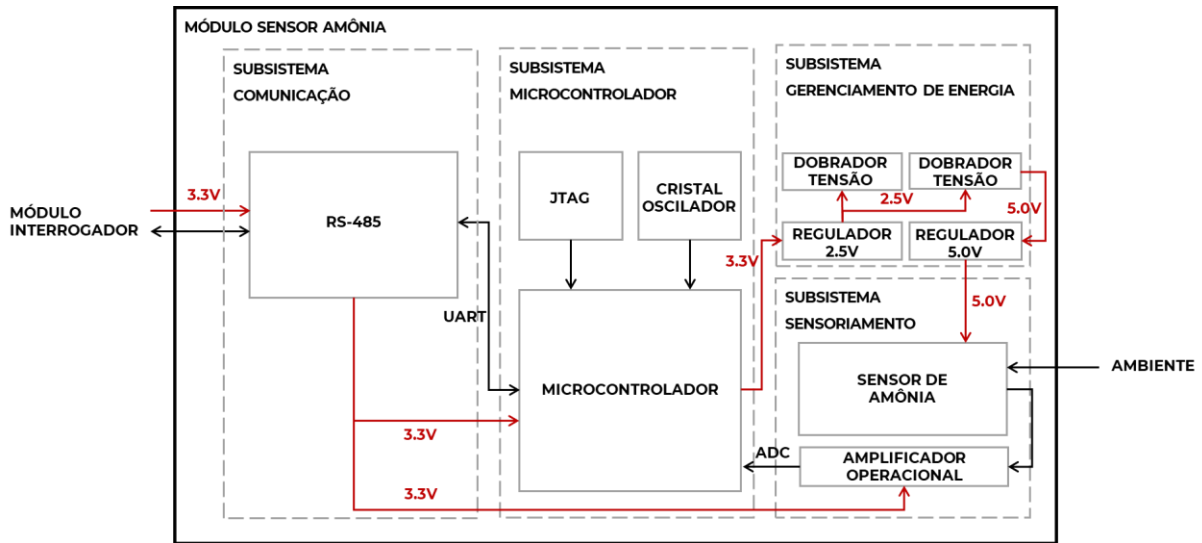 MÓDULO SENSOR AMÔNIA
SUBSISTEMA
COMUNICAÇÃO
SUBSISTEMA
MICROCONTROLADOR
SUBSISTEMA
GERENCIAMENTO DE ENERGIA
MÓDULO
INTERROGADOR
3.3V
RS-485
UART
JTAG
CRISTAL
OSCILADOR
MICROCONTROLADOR
3.3V
3.3V
3.3V
DOBRADOR
TENSÃO
DOBRADOR
TENSÃO
2.5V
5.0V
REGULADOR
2.5V
REGULADOR
5.0V
SUBSISTEMA
SENSORIAMENTO
5.0V
SENSOR DE
AMÔNIA
AMBIENTE
ADC
AMPLIFICADOR
OPERACIONAL